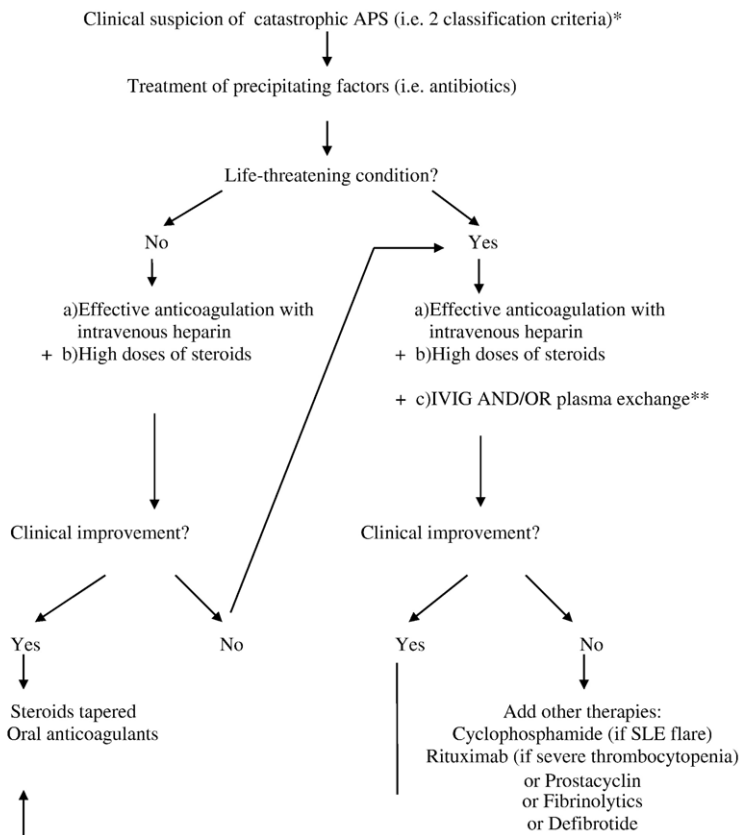 Clinical suspicion of catastrophic APS (i.e. 2 classification criteria)*
Treatment of precipitating factors (i.e. antibiotics)
Life-threatening condition?
No
Yes
a)Effective anticoagulation with
intravenous heparin
+ b)High doses of steroids
a)Effective anticoagulation with
intravenous heparin
+ b)High doses of steroids
+ c)IVIG AND/OR plasma exchange**
Clinical improvement?
Clinical improvement?
Yes
No
Yes
No
Steroids tapered
Oral anticoagulants
Add other therapies:
Cyclophosphamide (if SLE flare)
Rituximab (if severe thrombocytopenia)
or Prostacyclin
or Fibrinolytics
or Defibrotide